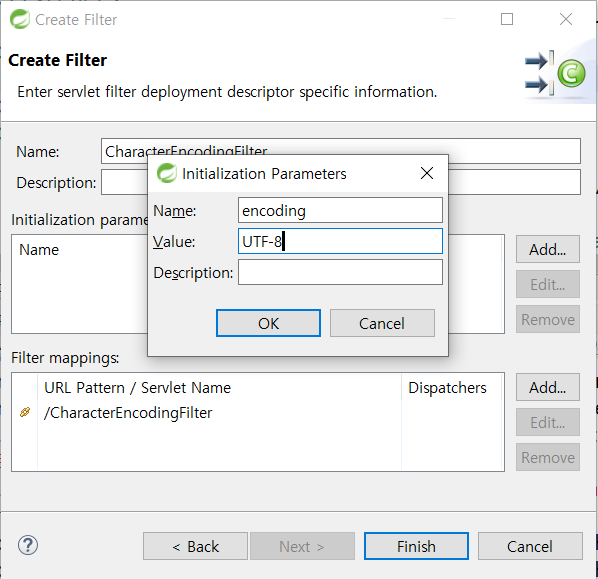 Create Filter
Create Filter
Enter servlet filter deployment descriptor specific information.
Name: CharacterEncodingFilter
Description:
Initialization Parameters
Name: encoding
Value: UTF-8
Description:
OK Cancel
Initialization parame
Name
Add...
Edit...
Remove
Filter mappings:
URL Pattern / Servlet Name Dispatchers
/CharacterEncodingFilter
Add...
Edit...
Remove
? < Back Next > Finish Cancel